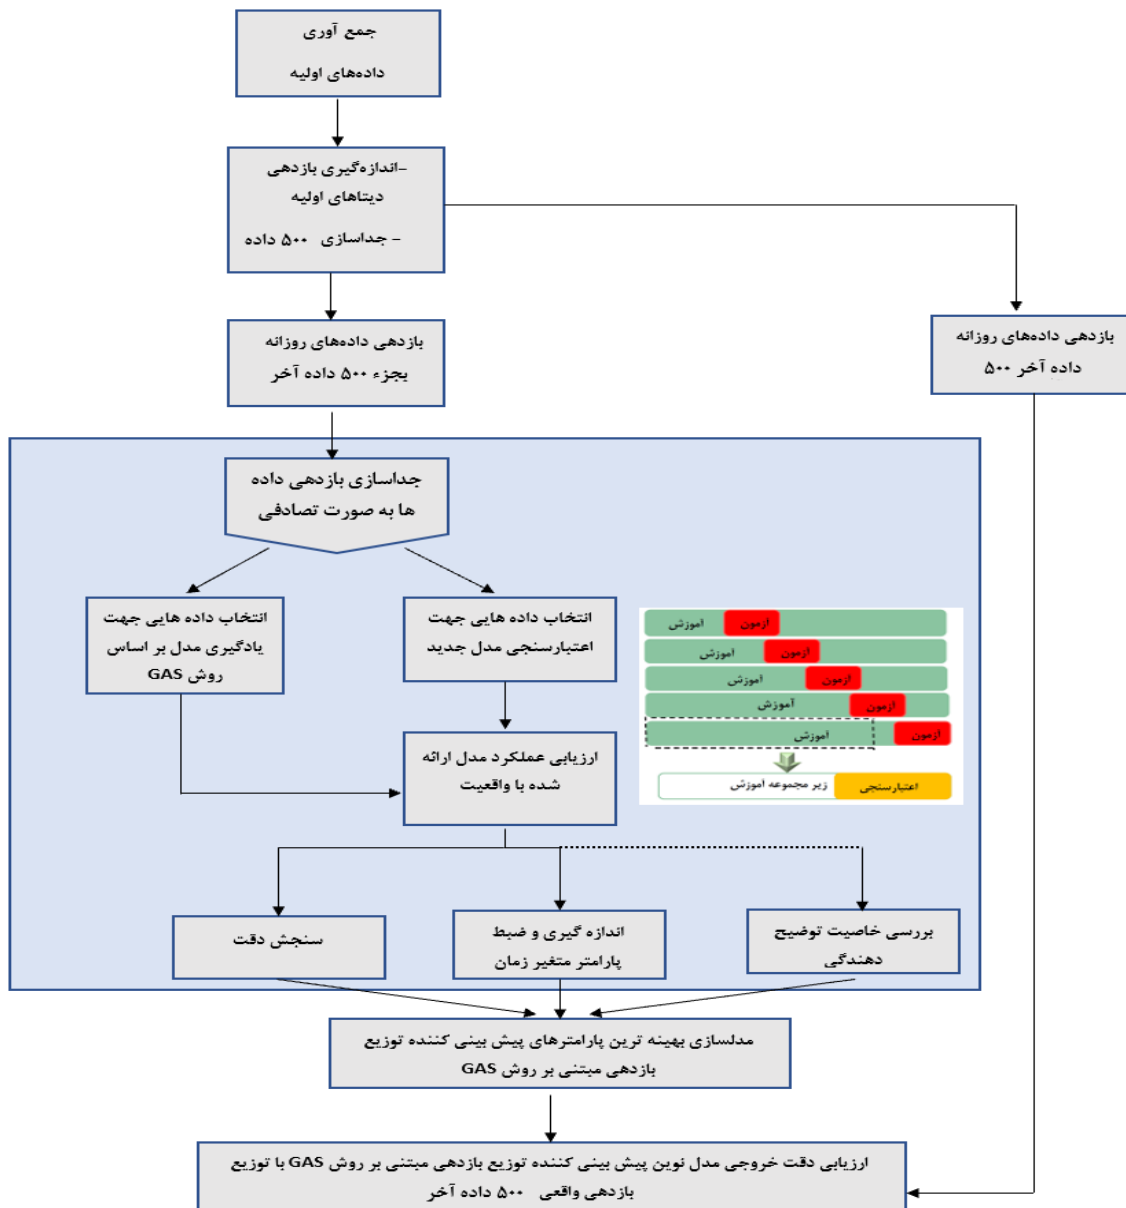 جمع آوری
داده‌های اولیه
–اندازه‌گیری بازدهی
دیتاهای اولیه
– جداسازی ۵۰۰ داده
بازدهی داده‌های روزانه
بجزء ۵۰۰ داده آخر
بازدهی داده‌های روزانه
۵۰۰ داده آخر
جداسازی بازدهی داده
ها به صورت تصادفی
انتخاب داده هایی جهت
اعتبارسنجی مدل جدید
انتخاب داده هایی جهت
یادگیری مدل بر اساس
روش GAS
آموزش آزمون
آموزش آزمون
آموزش آزمون
آموزش آزمون
آموزش آزمون
زیر مجموعه آموزش اعتبارسنجی
ارزیابی عملکرد مدل ارائه
شده با واقعیت
بررسی خاصیت توضیح
دهندگی
اندازه گیری و ضبط
پارامتر متغیر زمان
سنجش دقت
مدلسازی بهینه ترین پارامترهای پیش بینی کننده توزیع
بازدهی مبتنی بر روش GAS
ارزیابی دقت خروجی مدل نوین پیش بینی کننده توزیع بازدهی مبتنی بر روش GAS با توزیع
بازدهی واقعی ۵۰۰ داده آخر